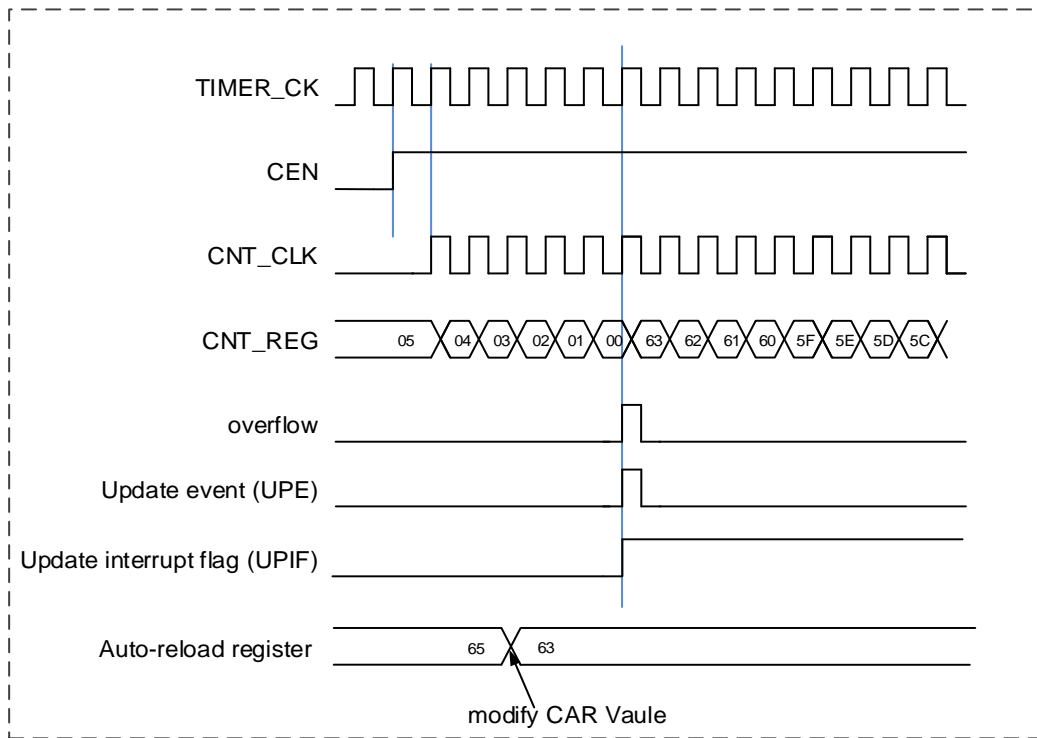 TIMER_CK
CEN
CNT_CLK
CNT_REG 05 04 03 02 01 00 63 62 61 60 5F 5E 5D 5C
overflow
Update event (UPE)
Update interrupt flag (UPIF)
Auto-reload register 65 63
modify CAR Vaule